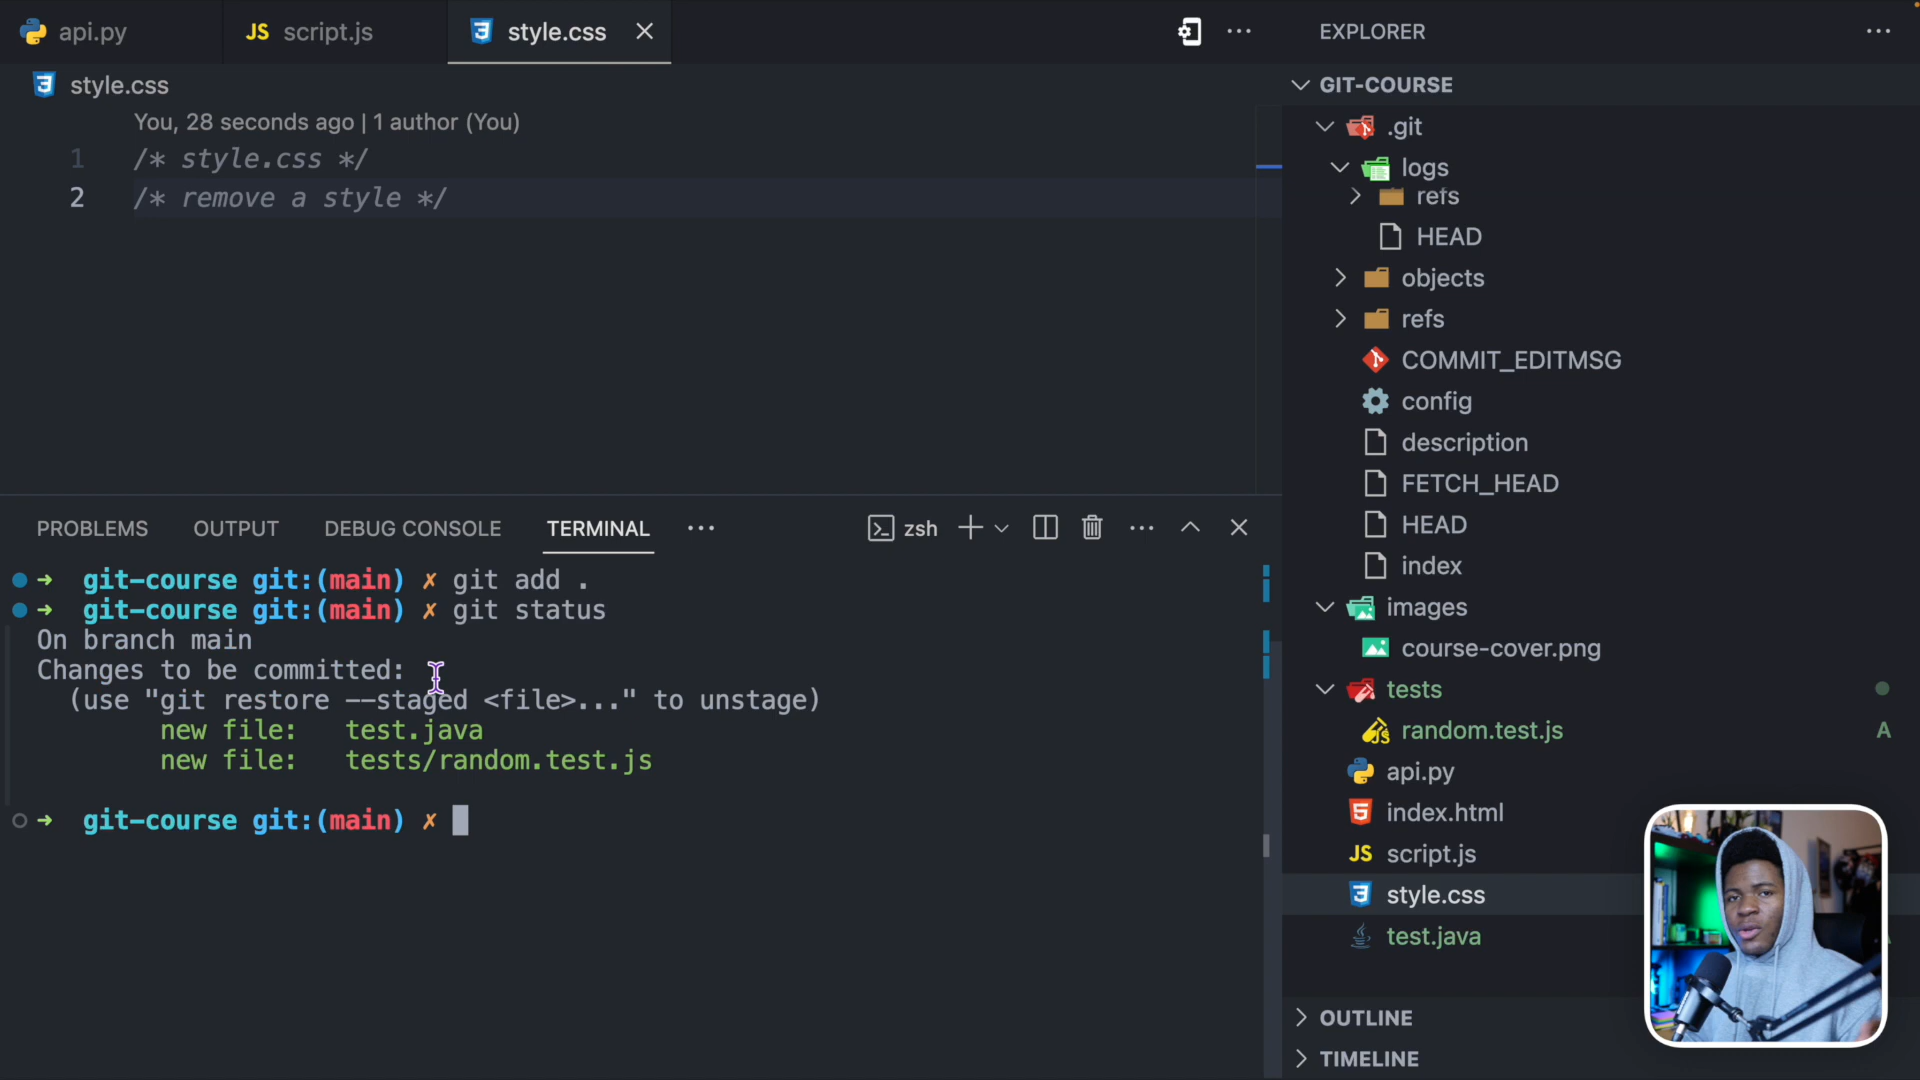 api.py
JS script.js
style.css
style.css
You, 28 seconds ago | 1 author (You)
1 /* style.css */
2 /* remove a style */
PROBLEMS OUTPUT DEBUG CONSOLE TERMINAL
zsh
git-course git:(main) ✗ git add .
git-course git:(main) ✗ git status
On branch main
Changes to be committed:
(use "git restore --staged <file>..." to unstage)
new file: test.java
new file: tests/random.test.js
git-course git:(main) ✗
EXPLORER
GIT-COURSE
.git
logs
refs
HEAD
objects
refs
COMMIT_EDITMSG
config
description
FETCH_HEAD
HEAD
index
images
course-cover.png
tests
random.test.js A
api.py
index.html
JS script.js
style.css
test.java
OUTLINE
TIMELINE